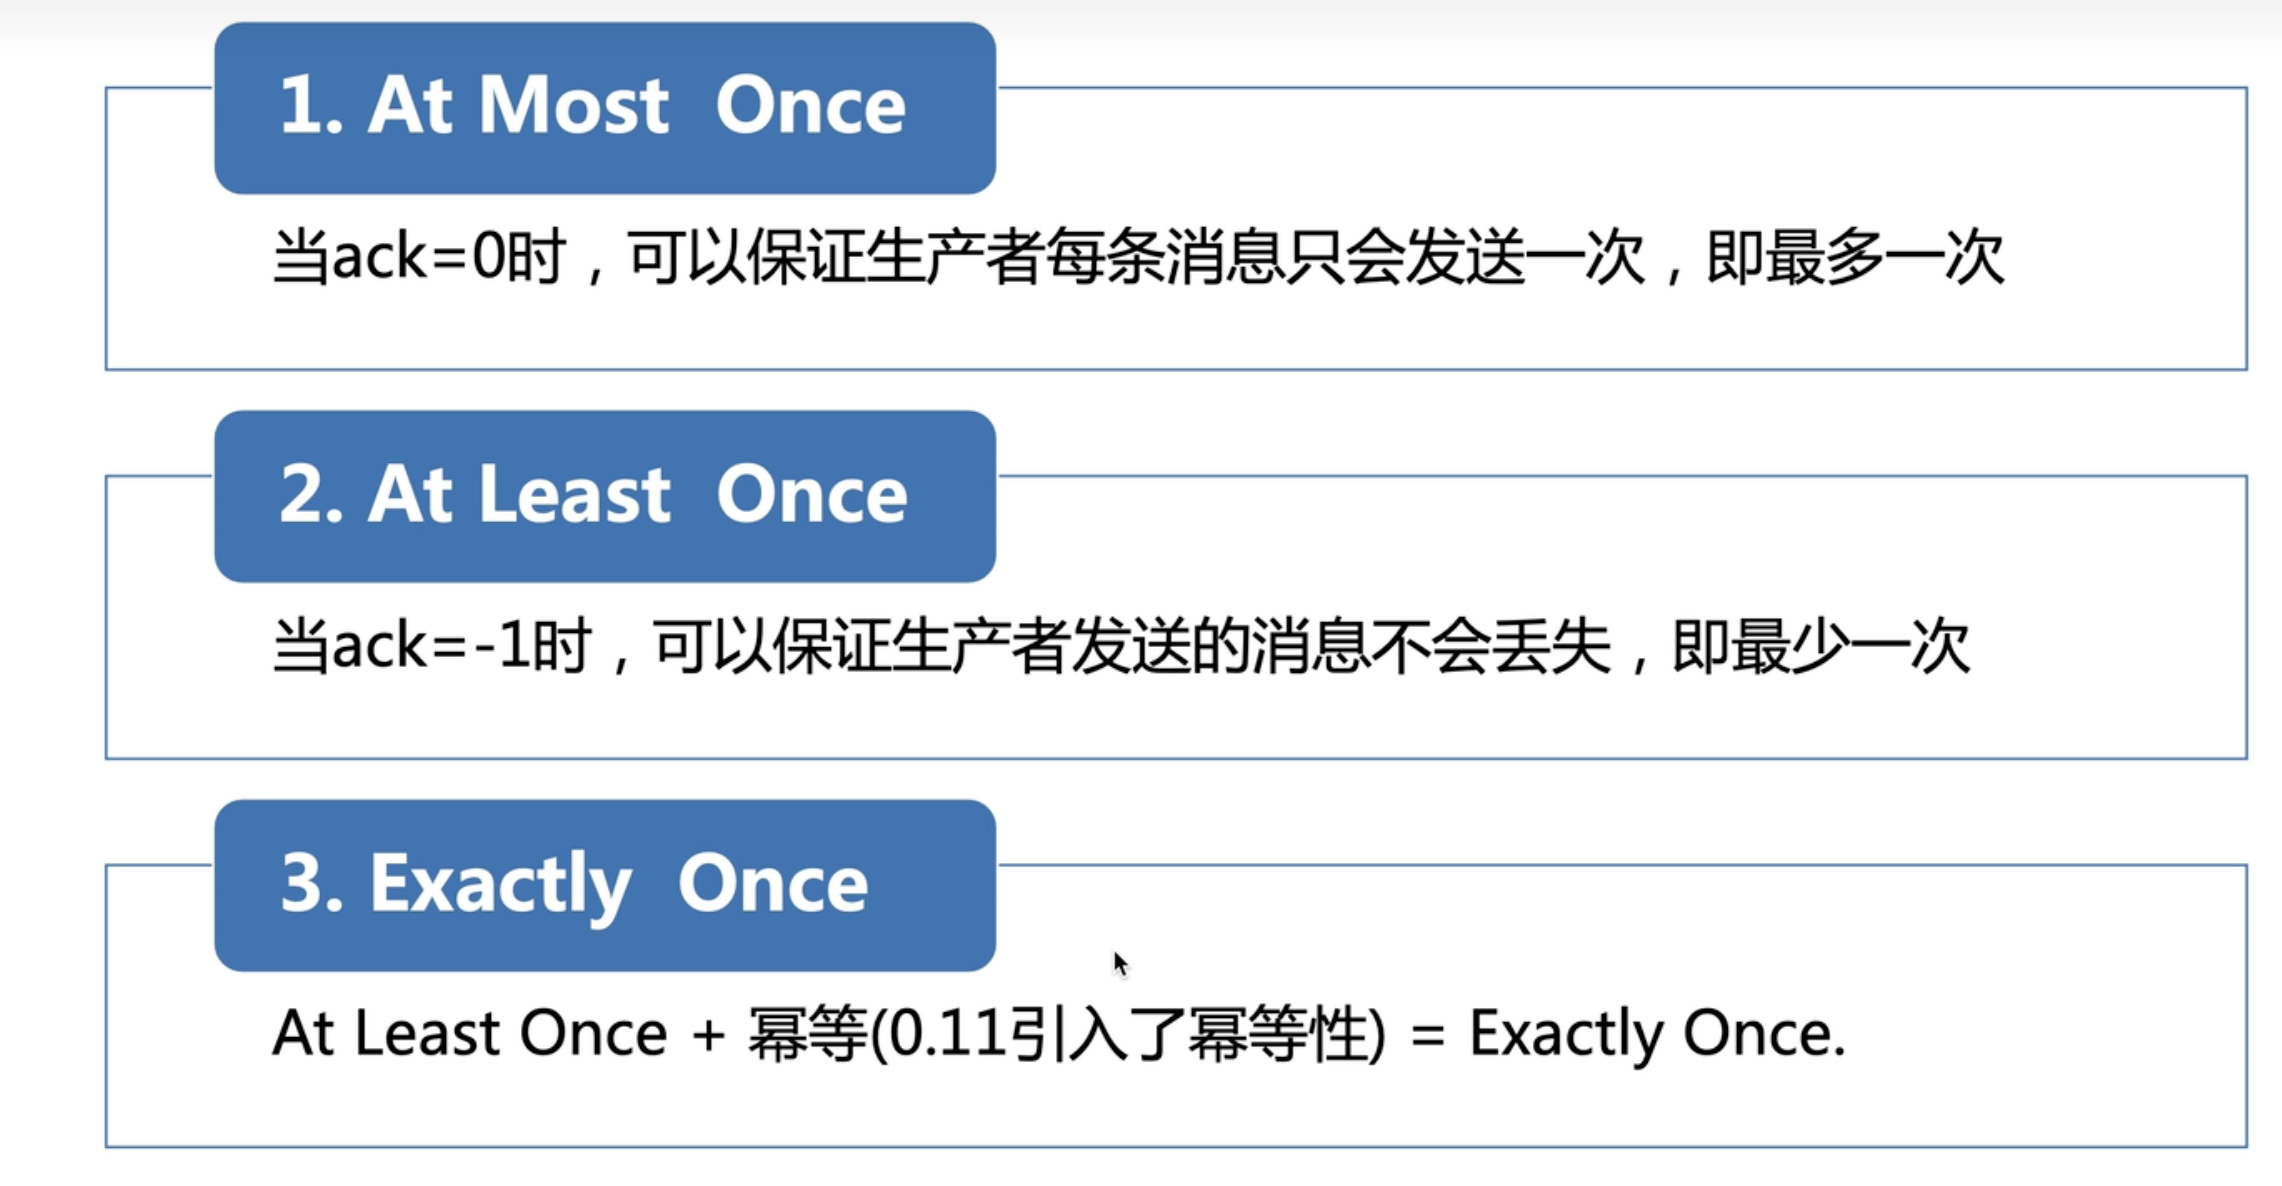 1. At Most Once
当ack=0时，可以保证生产者每条消息只会发送一次，即最多一次
2. At Least Once
当ack=-1时，可以保证生产者发送的消息不会丢失，即最少一次
3. Exactly Once
At Least Once + 幂等(0.11引入了幂等性) = Exactly Once.